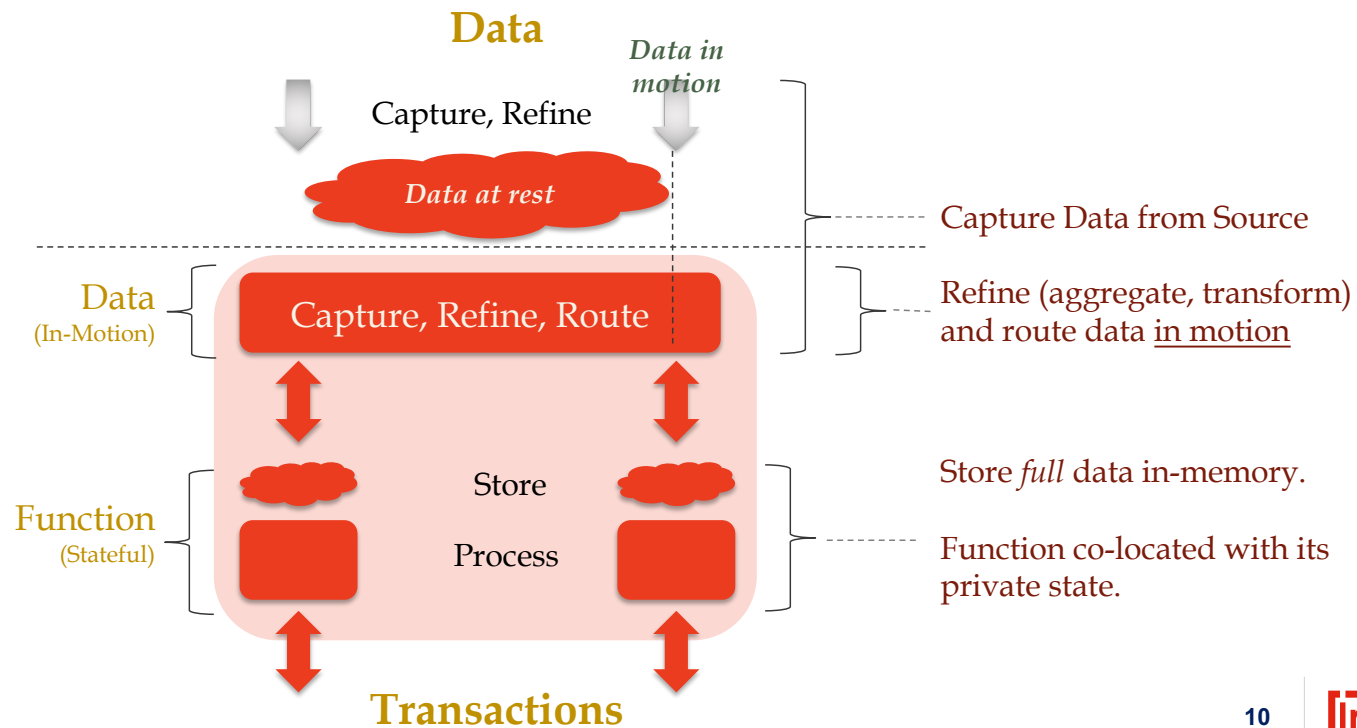 Data
Data in
motion
Capture, Refine
Data at rest
Capture Data from Source
Data
(In-Motion)
Capture, Refine, Route
Refine (aggregate, transform)
and route data in motion
Function
(Stateful)
Store
Process
Store full data in-memory.
Function co-located with its
private state.
Transactions
10